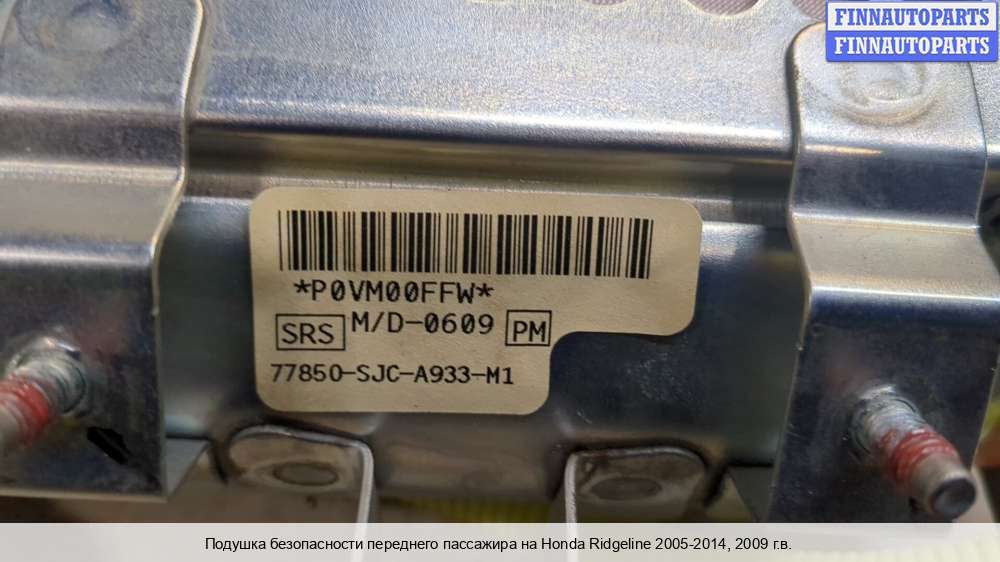 FINNAUTOPARTS
FINNAUTOPARTS
*P0VM00FFW*
SRS M/D-0609 PM
77850-SJC-A933-M1
Подушка безопасности переднего пассажира на Honda Ridgeline 2005-2014, 2009 г.в.